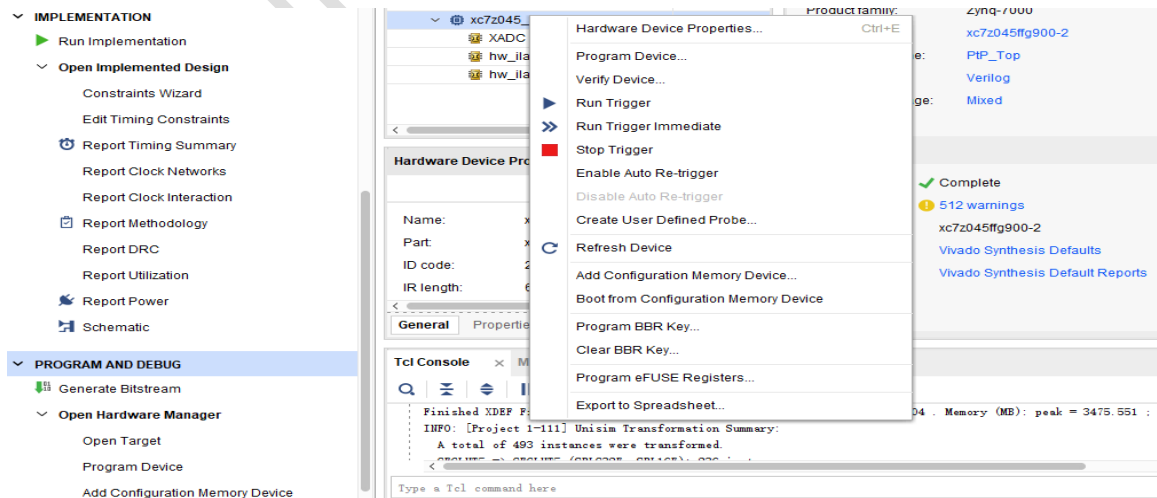 IMPLEMENTATION
Run Implementation
Open Implemented Design
Constraints Wizard
Edit Timing Constraints
Report Timing Summary
Report Clock Networks
Report Clock Interaction
Report Methodology
Report DRC
Report Utilization
Report Power
Schematic
PROGRAM AND DEBUG
Generate Bitstream
Open Hardware Manager
Open Target
Program Device
Add Configuration Memory Device
xc7z045_
XADC
hw_ila
hw_ila
Hardware Device Pro
Name:
Part:
ID code:
IR length:
General Propertie
Hardware Device Properties... Ctrl+E
Program Device...
Verify Device...
Run Trigger
Run Trigger Immediate
Stop Trigger
Enable Auto Re-trigger
Disable Auto Re-trigger
Create User Defined Probe...
Refresh Device
Add Configuration Memory Device...
Boot from Configuration Memory Device
Program BBR Key...
Clear BBR Key...
Program eFUSE Registers...
Export to Spreadsheet...
Product family: Zynq-7000
xc7z045ffg900-2
e: PtP_Top
Verilog
ge: Mixed
Complete
512 warnings
xc7z045ffg900-2
Vivado Synthesis Defaults
Vivado Synthesis Default Reports
Tcl Console × M
Finished XDEF F 04 . Memory (MB): peak = 3475.551 ;
INFO: [Project 1-111] Unisim Transformation Summary:
A total of 493 instances were transformed.
Type a Tcl command here